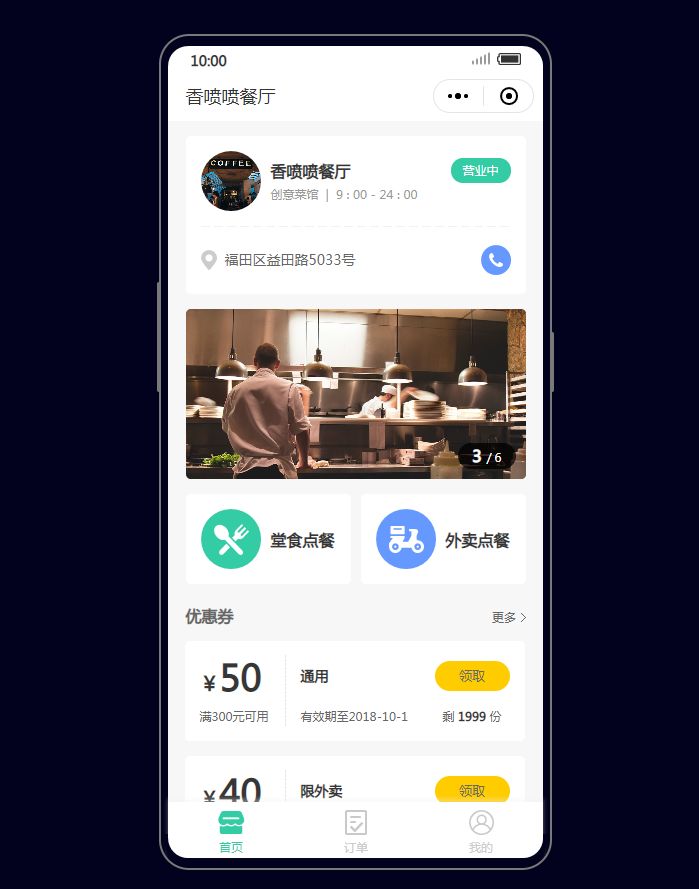 10:00
香喷喷餐厅
COFFEE
香喷喷餐厅
营业中
创意菜馆 | 9 : 00 - 24 : 00
福田区益田路5033号
3 / 6
堂食点餐
外卖点餐
优惠券
更多
¥ 50
通用
领取
满300元可用
有效期至2018-10-1
剩 1999 份
¥ 40
限外卖
领取
首页
订单
我的